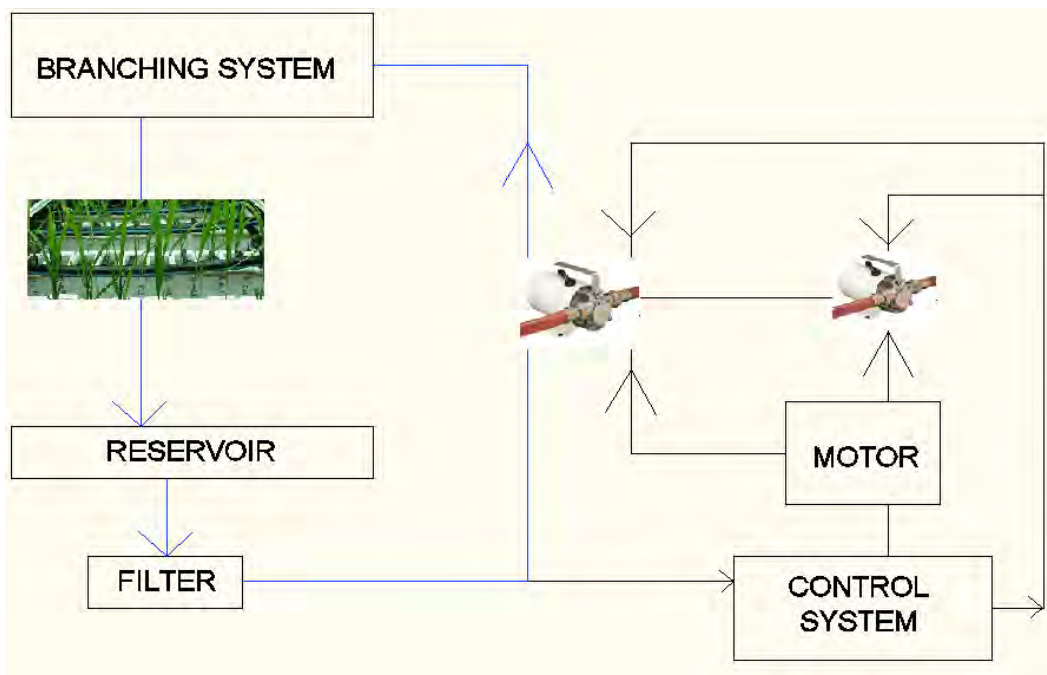 BRANCHING SYSTEM
RESERVOIR
MOTOR
FILTER
CONTROL
SYSTEM